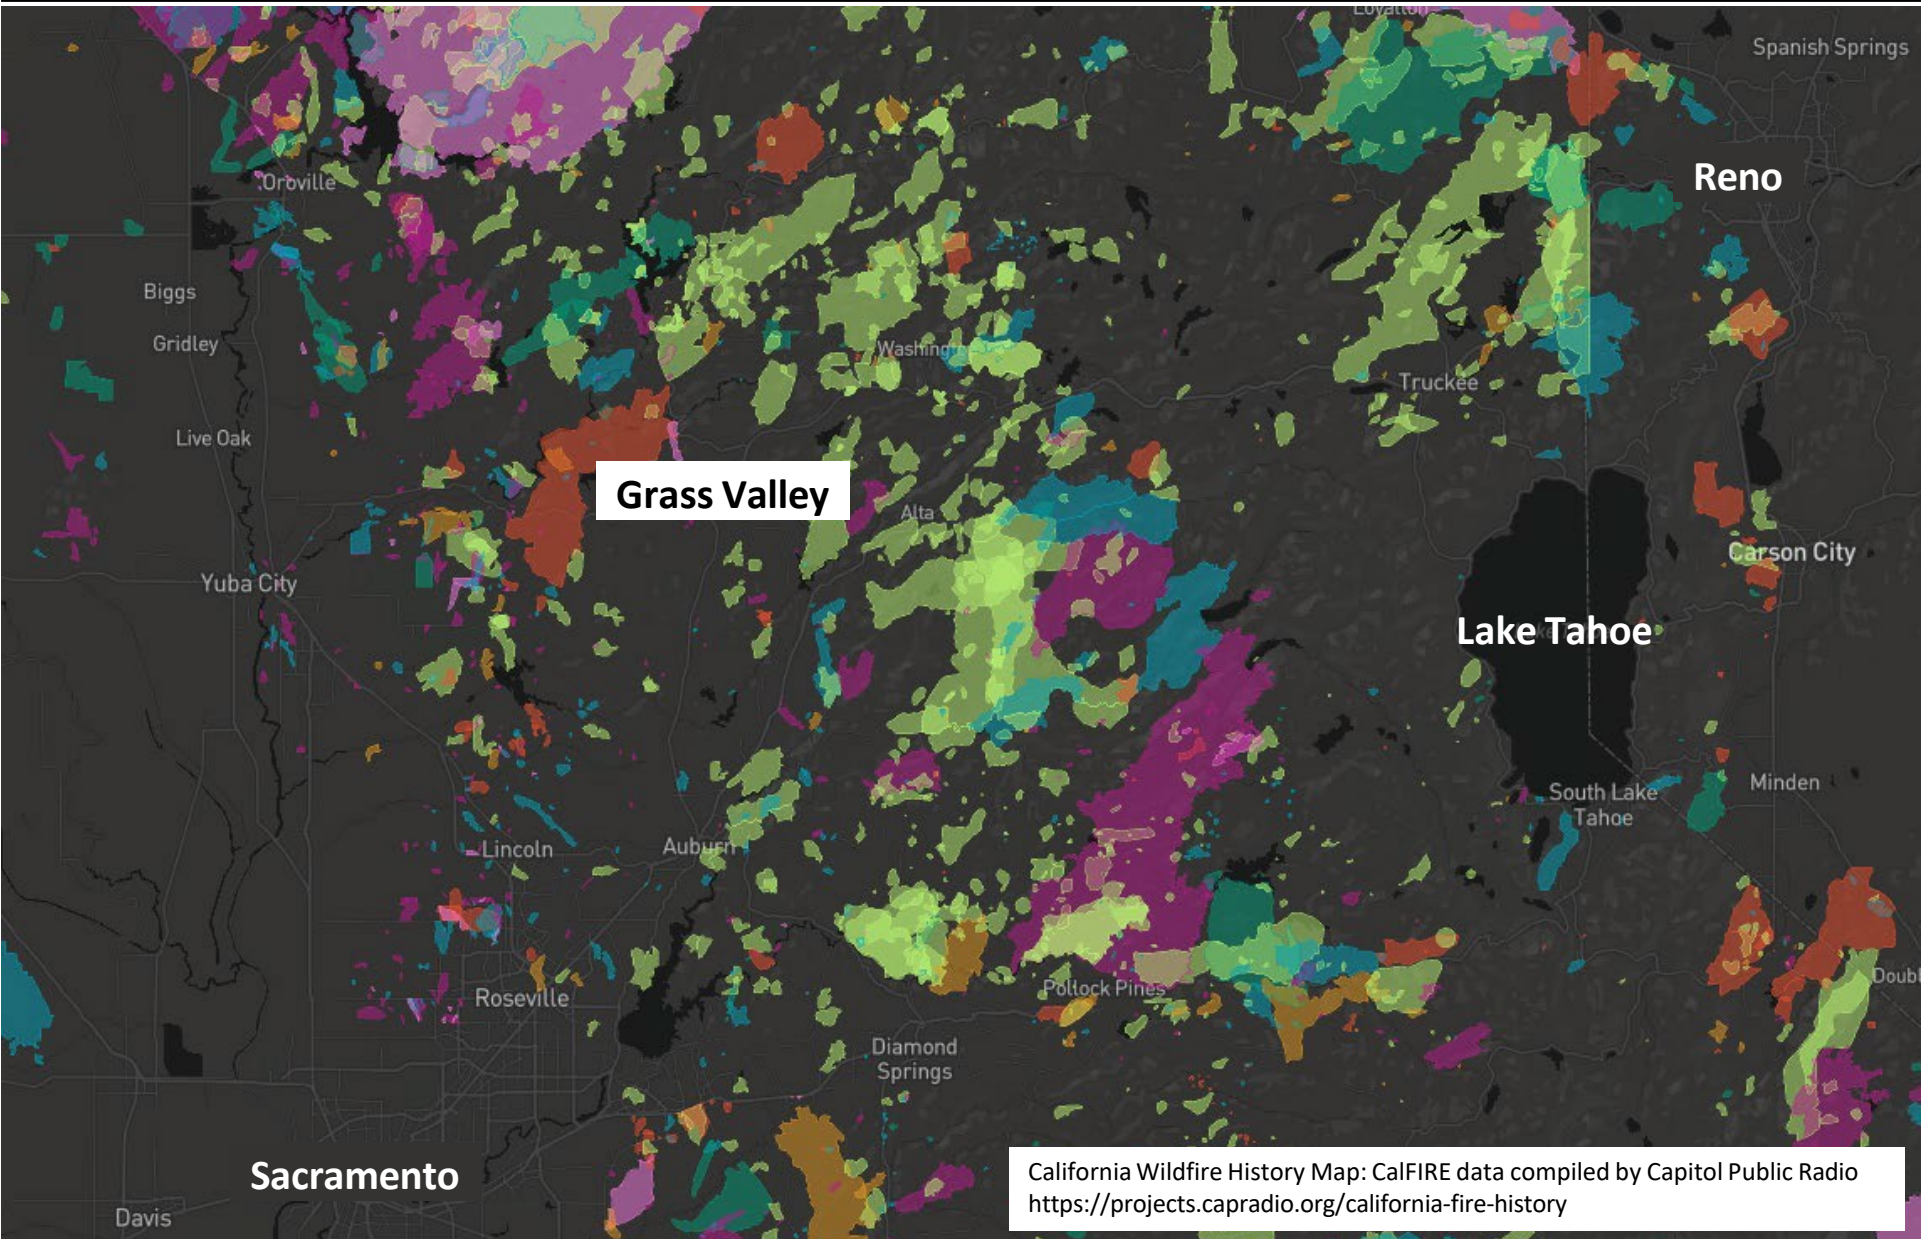 Loyalton
Spanish Springs
Reno
Oroville
Biggs
Gridley
Washing
Truckee
Live Oak
Grass Valley
Alta
Carson City
Yuba City
Lake Tahoe
Minden
South Lake
Tahoe
Lincoln
Auburn
Doubl
Pollock Pines
Roseville
Diamond
Springs
California Wildfire History Map: CalFIRE data compiled by Capitol Public Radio
https://projects.capradio.org/california-fire-history
Sacramento
Davis